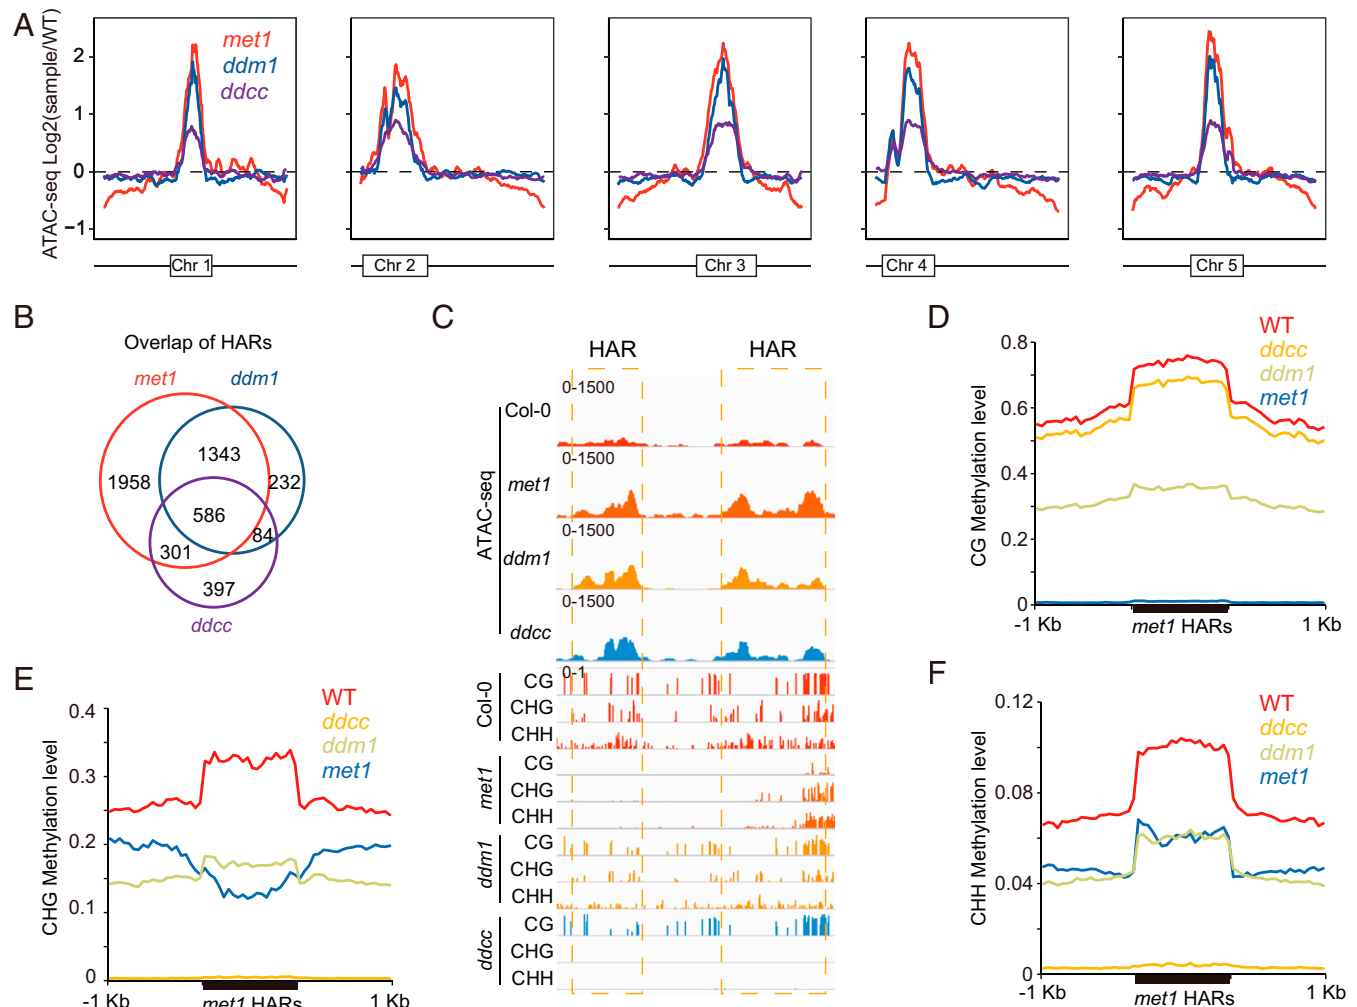 A
ATAC-seq Log2(sample/WT)
2
1
0
−1
met1
ddm1
ddcc
Chr 1
Chr 2
Chr 3
Chr 4
Chr 5
B
Overlap of HARs
met1
ddm1
1343
1958
232
586
84
301
397
ddcc
C
HAR
HAR
ATAC-seq
Col-0
0-1500
met1
0-1500
ddm1
0-1500
ddcc
0-1500
0-1
Col-0
CG
CHG
CHH
met1
CG
CHG
CHH
ddm1
CG
CHG
CHH
ddcc
CG
CHG
CHH
D
WT
ddcc
ddm1
met1
CG Methylation level
0.8
0.6
0.4
0.2
0
-1 Kb
met1 HARs
1 Kb
E
WT
ddcc
ddm1
met1
CHG Methylation level
0.4
0.3
0.2
0.1
0
-1 Kb
met1 HARs
1 Kb
F
WT
ddcc
ddm1
met1
CHH Methylation level
0.12
0.08
0.04
0
-1 Kb
met1 HARs
1 Kb